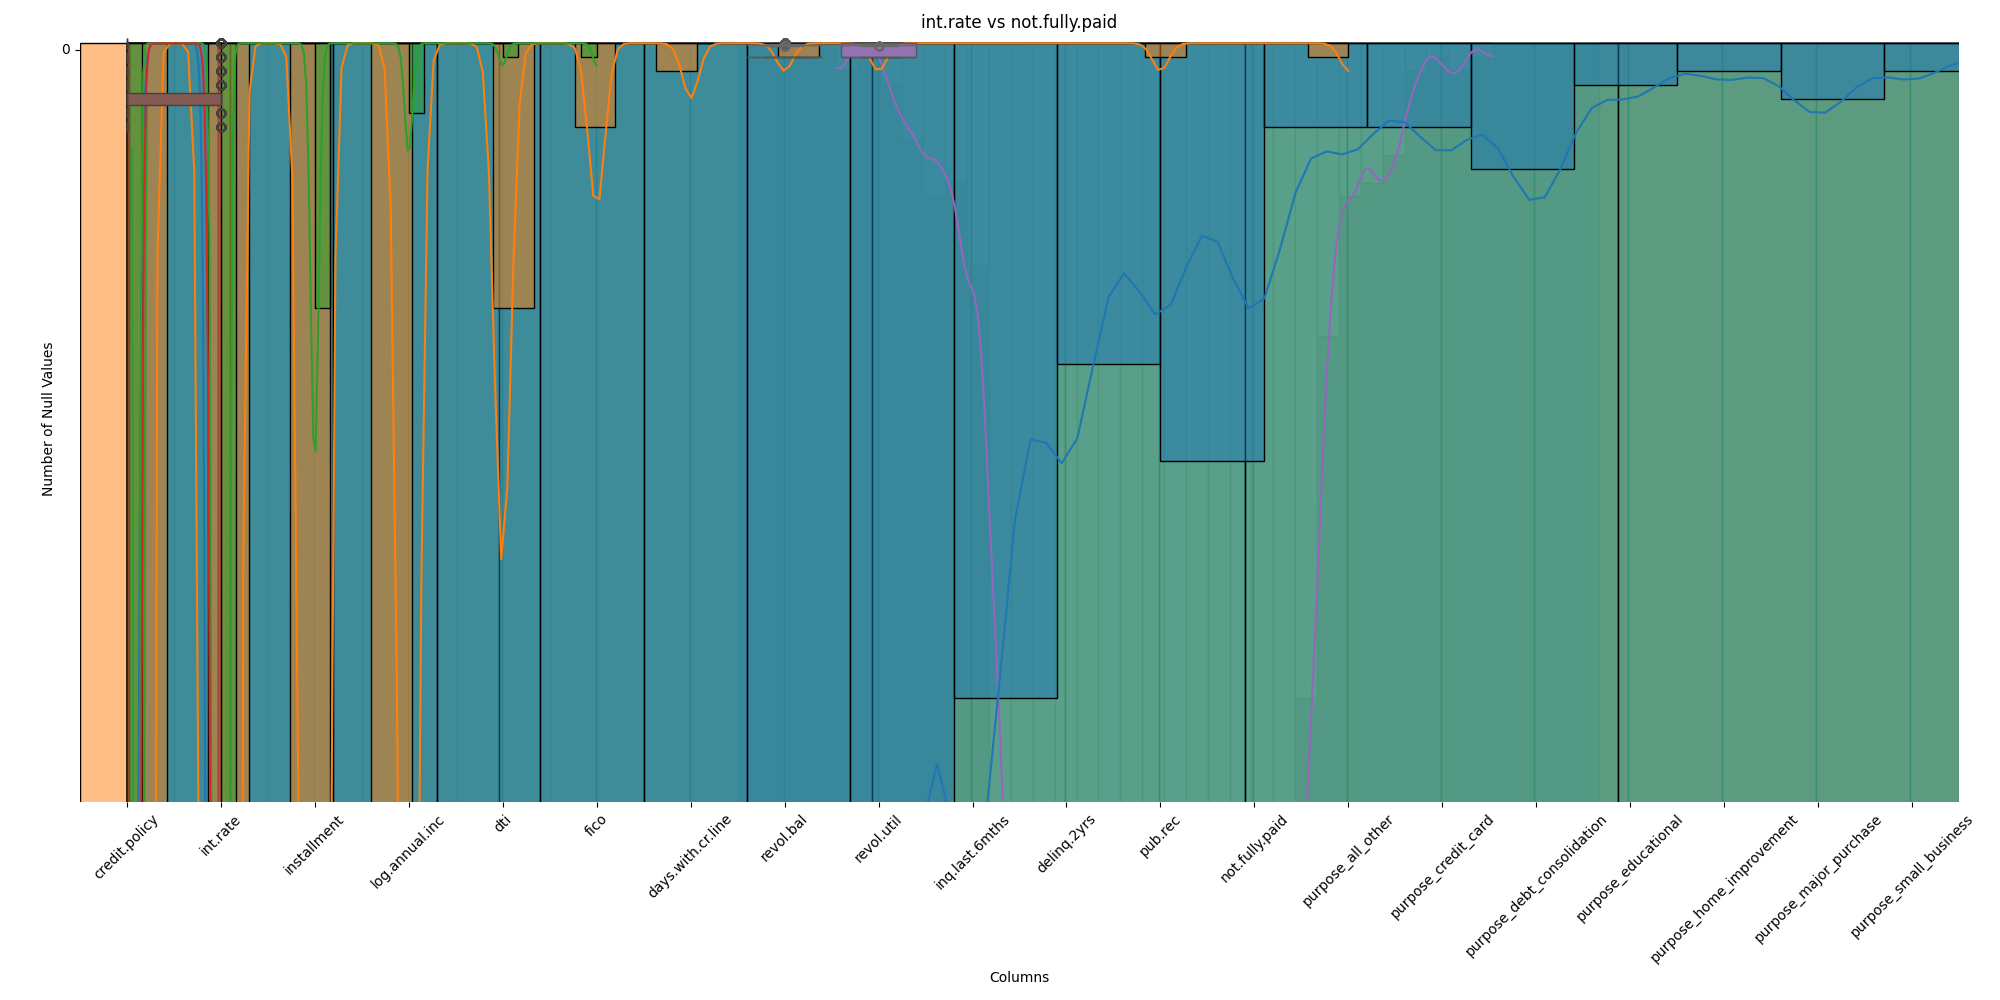 int.rate vs not.fully.paid
0
Number of Null Values
credit.policy
int.rate
installment
log.annual.inc
dti
fico
days.with.cr.line
revol.bal
revol.util
inq.last.6mths
delinq.2yrs
pub.rec
not.fully.paid
purpose_all_other
purpose_credit_card
purpose_debt_consolidation
purpose_educational
purpose_home_improvement
purpose_major_purchase
purpose_small_business
Columns